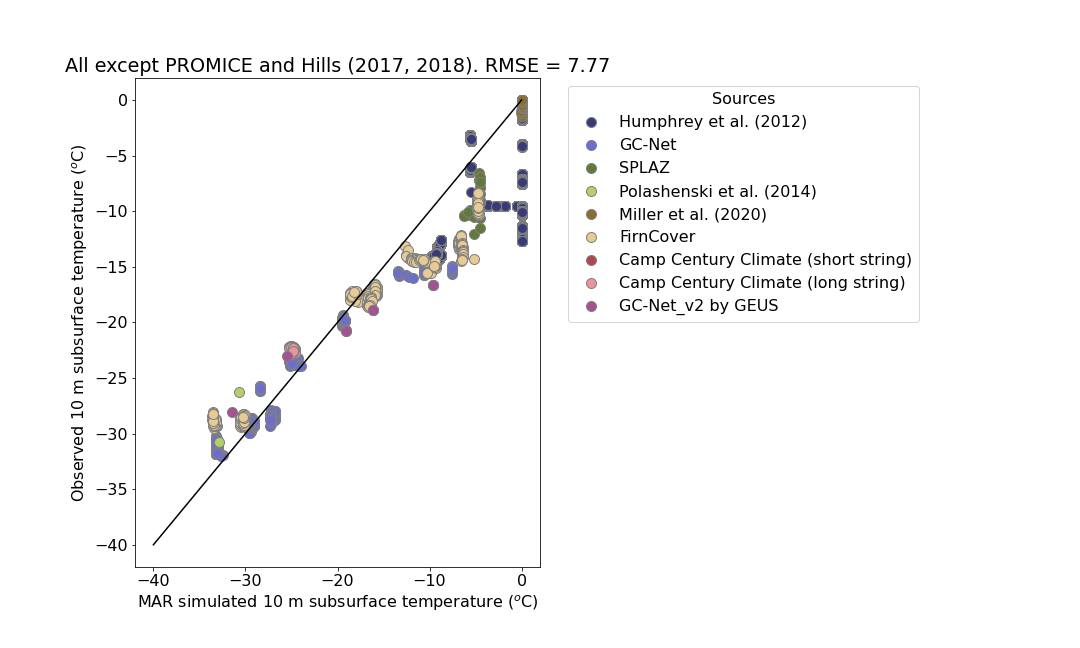 All except PROMICE and Hills (2017, 2018). RMSE = 7.77
Observed 10 m subsurface temperature (°C)
0
−5
−10
−15
−20
−25
−30
−35
−40
−40 −30 −20 −10 0
MAR simulated 10 m subsurface temperature (°C)
Sources
Humphrey et al. (2012)
GC-Net
SPLAZ
Polashenski et al. (2014)
Miller et al. (2020)
FirnCover
Camp Century Climate (short string)
Camp Century Climate (long string)
GC-Net_v2 by GEUS